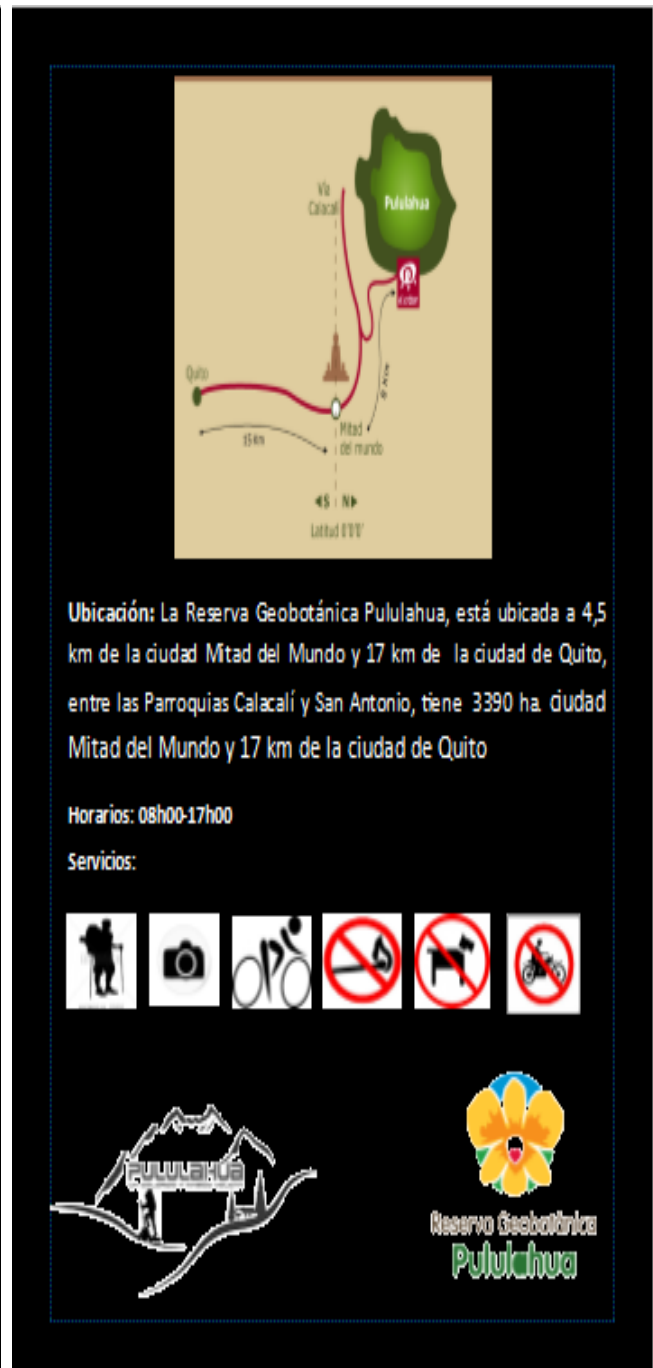 Vía
Calacalí
Pululahua
Quito
15 Km
Mitad
del mundo
S N
Latitud 0'0'0'
Ubicación: La Reserva Geobotánica Pululahua, está ubicada a 4,5
km de la ciudad Mitad del Mundo y 17 km de la ciudad de Quito,
entre las Parroquias Calacalí y San Antonio, tiene 3390 ha. ciudad
Mitad del Mundo y 17 km de la ciudad de Quito
Horarios: 08h00-17h00
Servicios:
PULULAHUA
Reserva Geobotánica
Pululahua